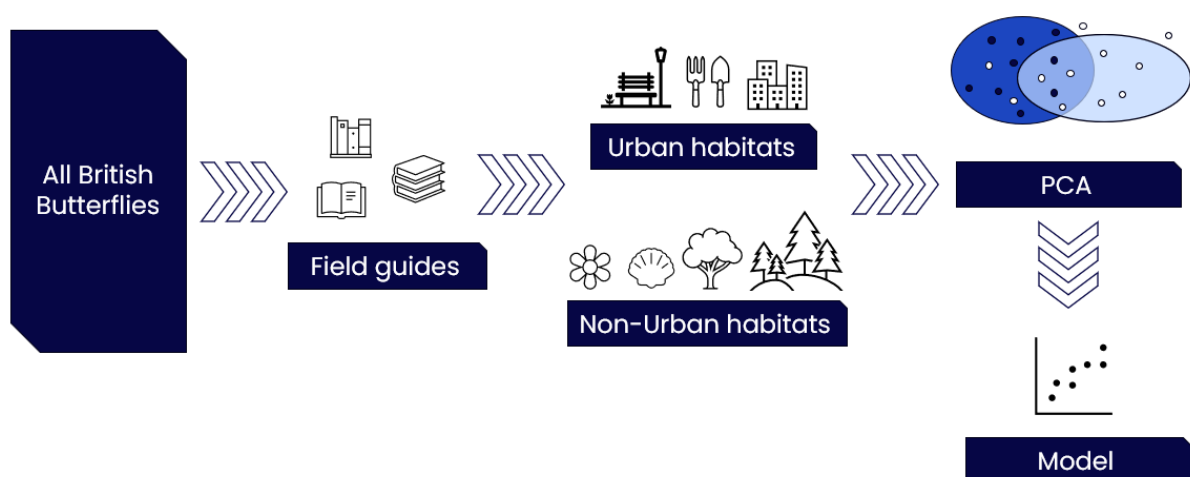 All British
Butterflies
Field guides
Urban habitats
Non-Urban habitats
PCA
Model